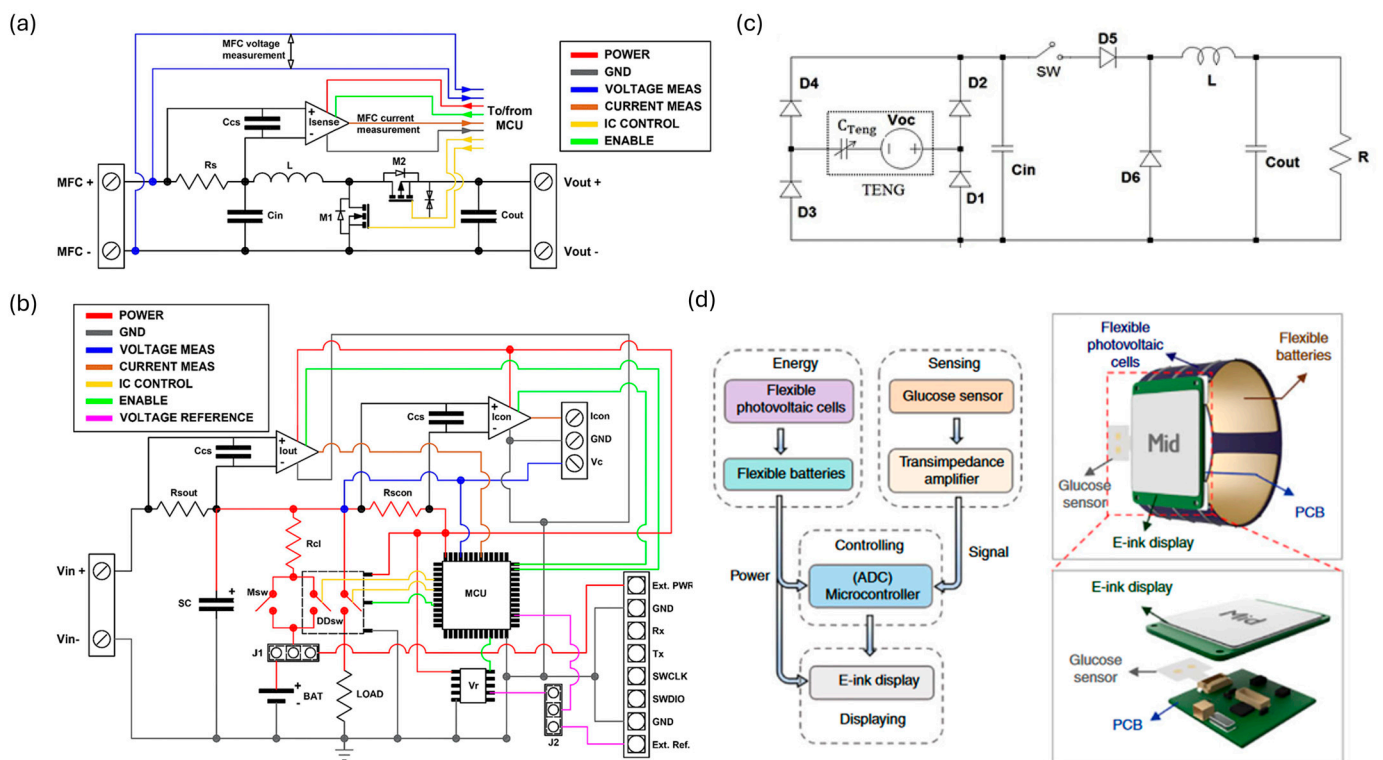 (a)
MFC voltage
measurement
Ccs
+
Isense
-
MFC current
measurement
To/from
MCU
POWER
GND
VOLTAGE MEAS
CURRENT MEAS
IC CONTROL
ENABLE
MFC +
Rs
L
M2
Vout +
Cin
M1
Cout
MFC -
Vout -
(b)
POWER
GND
VOLTAGE MEAS
CURRENT MEAS
IC CONTROL
ENABLE
VOLTAGE REFERENCE
Ccs
+
Iout
-
Ccs
+
Icon
-
Icon
GND
Vc
Rsout
Rscon
Rcl
Vin +
SC
+
Msw
DDsw
MCU
Vin-
J1
+
BAT
-
LOAD
Vr
J2
Ext. PWR
GND
Rx
Tx
SWCLK
SWDIO
GND
Ext. Ref.
(c)
D4
D2
SW
D5
L
CTeng
Voc
TENG
D3
D1
Cin
D6
Cout
R
(d)
Energy
Flexible
photovoltaic cells
Flexible batteries
Sensing
Glucose sensor
Transimpedance
amplifier
Power
Signal
Controlling
(ADC)
Microcontroller
E-ink display
Displaying
Flexible
photovoltaic cells
Flexible
batteries
Mid
Glucose
sensor
PCB
E-ink display
E-ink display
Mid
Glucose
sensor
PCB